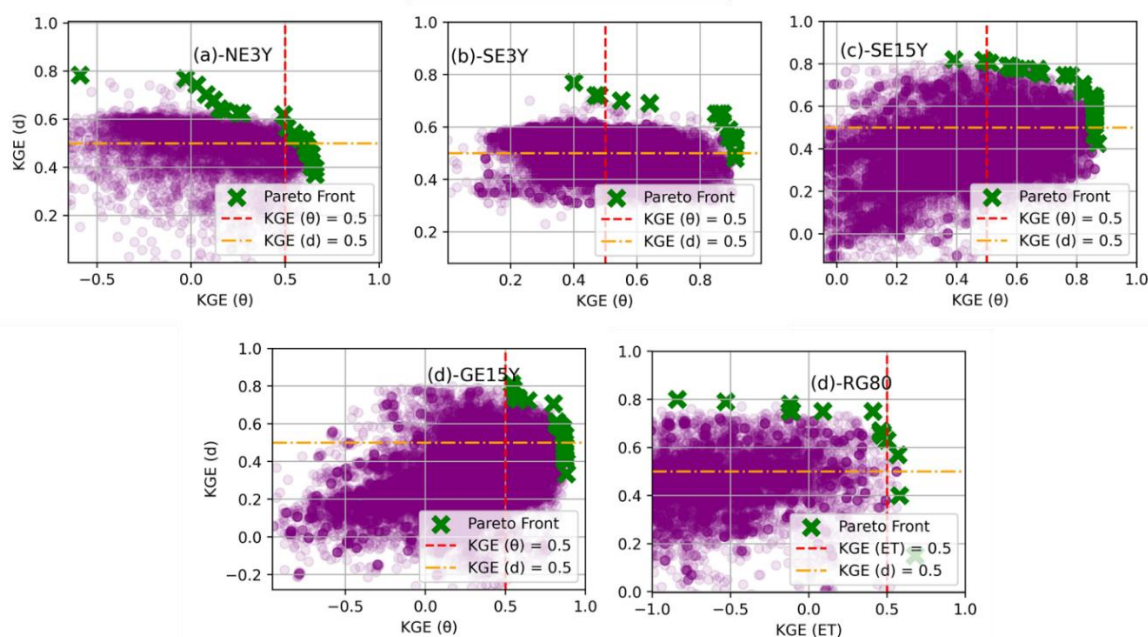 (a)-NE3Y
KGE (d)
1.0
0.8
0.6
0.4
0.2
Pareto Front
KGE (θ) = 0.5
KGE (d) = 0.5
−0.5 0.0 0.5 1.0
KGE (θ)
(b)-SE3Y
1.0
0.8
0.6
0.4
0.2
Pareto Front
KGE (θ) = 0.5
KGE (d) = 0.5
0.2 0.4 0.6 0.8
KGE (θ)
(c)-SE15Y
1.0
0.8
0.6
0.4
0.2
0.0
Pareto Front
KGE (θ) = 0.5
KGE (d) = 0.5
0.0 0.2 0.4 0.6 0.8 1.0
KGE (θ)
(d)-GE15Y
KGE (d)
1.0
0.8
0.6
0.4
0.2
0.0
−0.2
Pareto Front
KGE (θ) = 0.5
KGE (d) = 0.5
−0.5 0.0 0.5 1.0
KGE (θ)
(d)-RG80
1.0
0.8
0.6
0.4
0.2
0.0
Pareto Front
KGE (ET) = 0.5
KGE (d) = 0.5
−1.0 −0.5 0.0 0.5 1.0
KGE (ET)